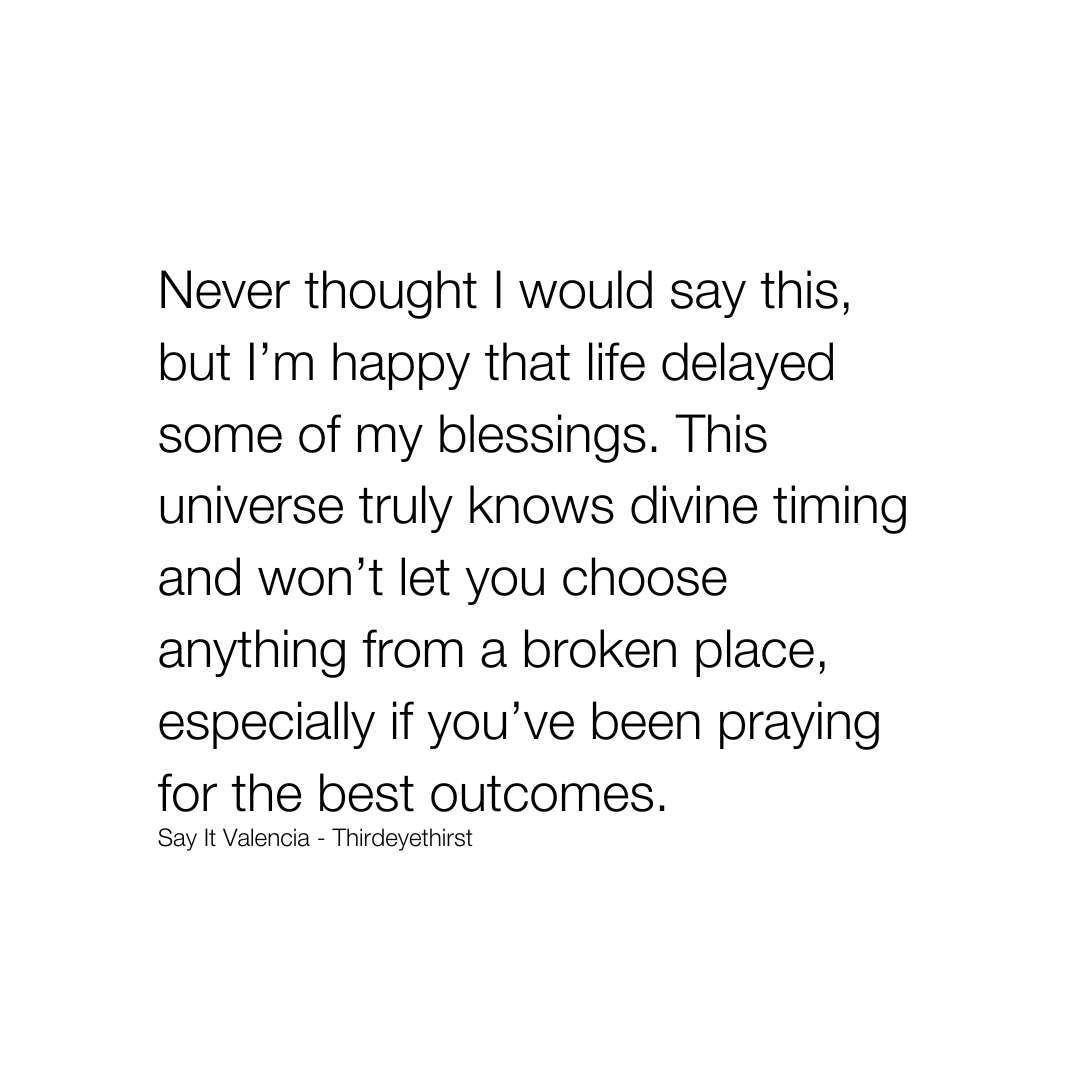 Never thought I would say this,
but I’m happy that life delayed
some of my blessings. This
universe truly knows divine timing
and won’t let you choose
anything from a broken place,
especially if you’ve been praying
for the best outcomes.
Say It Valencia - Thirdeyethirst